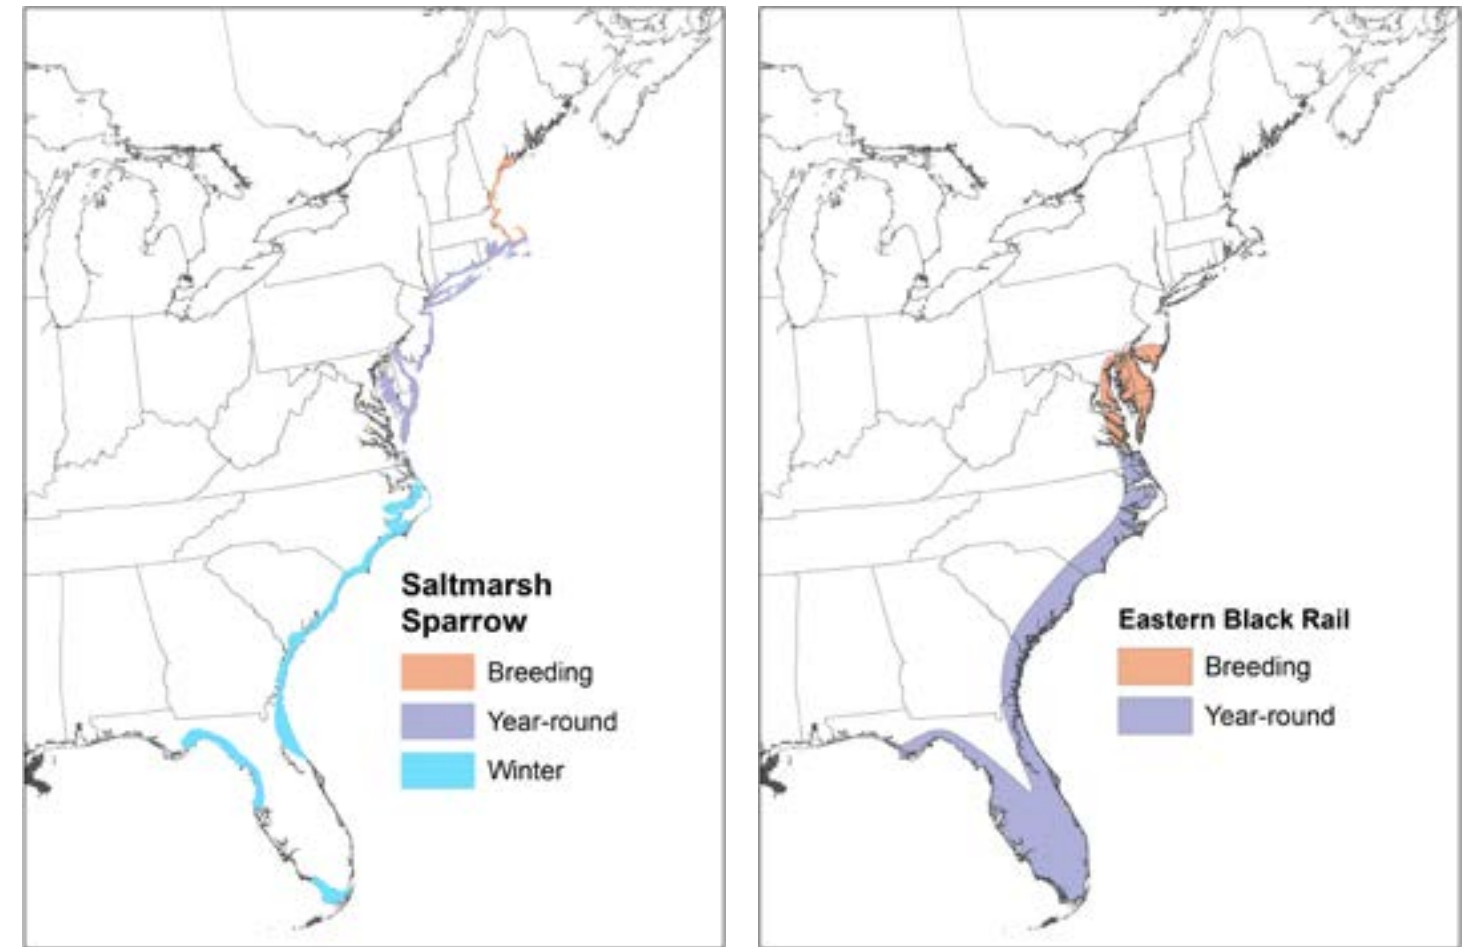 Saltmarsh
Sparrow
Breeding
Year-round
Winter
Eastern Black Rail
Breeding
Year-round